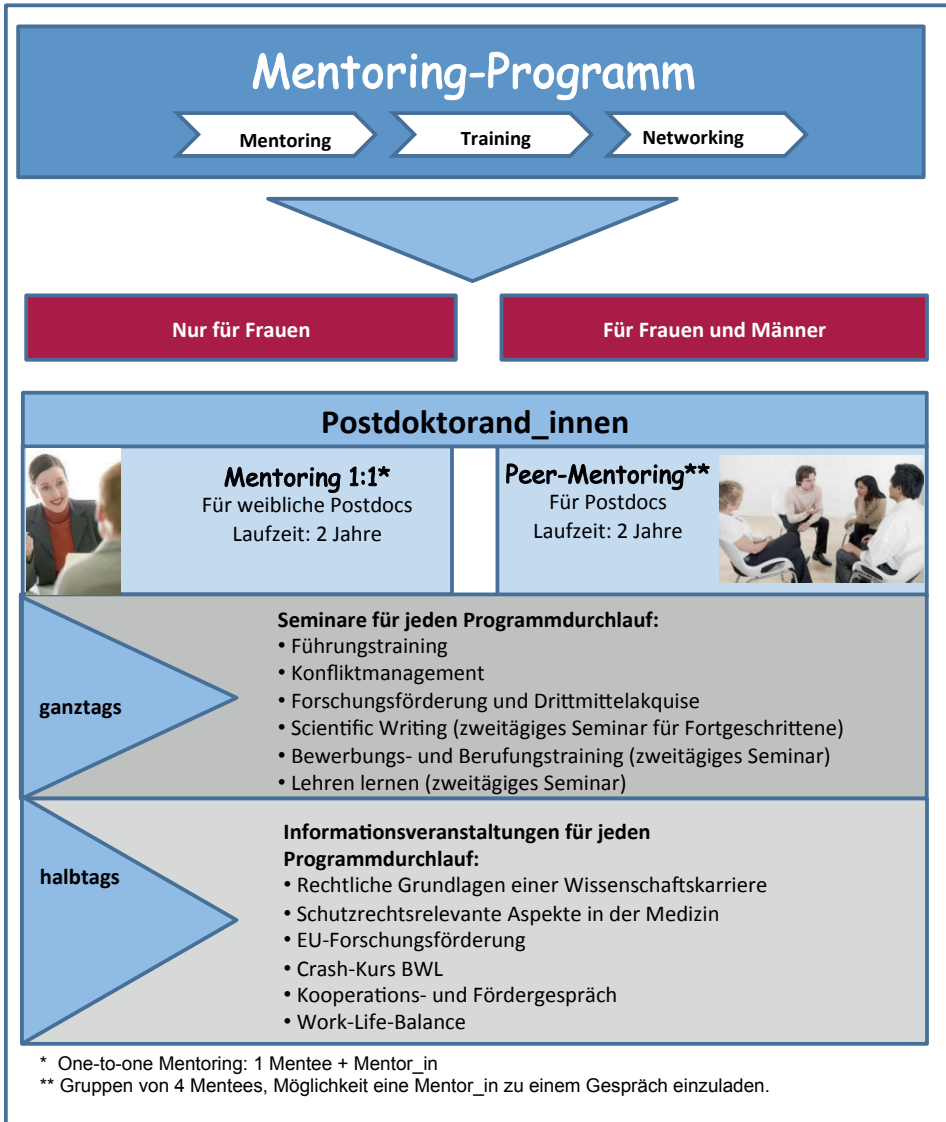 Mentoring-Programm
Mentoring
Training
Networking
Nur für Frauen
Für Frauen und Männer
Postdoktorand_innen
Mentoring 1:1*
Für weibliche Postdocs
Laufzeit: 2 Jahre
Peer-Mentoring**
Für Postdocs
Laufzeit: 2 Jahre
ganztags
Seminare für jeden Programmdurchlauf:
• Führungstraining
• Konfliktmanagement
• Forschungsförderung und Drittmittelakquise
• Scientific Writing (zweitägiges Seminar für Fortgeschrittene)
• Bewerbungs- und Berufungstraining (zweitägiges Seminar)
• Lehren lernen (zweitägiges Seminar)
halbtags
Informationsveranstaltungen für jeden
Programmdurchlauf:
• Rechtliche Grundlagen einer Wissenschaftskarriere
• Schutzrechtsrelevante Aspekte in der Medizin
• EU-Forschungsförderung
• Crash-Kurs BWL
• Kooperations- und Fördergespräch
• Work-Life-Balance
* One-to-one Mentoring: 1 Mentee + Mentor_in
** Gruppen von 4 Mentees, Möglichkeit eine Mentor_in zu einem Gespräch einzuladen.